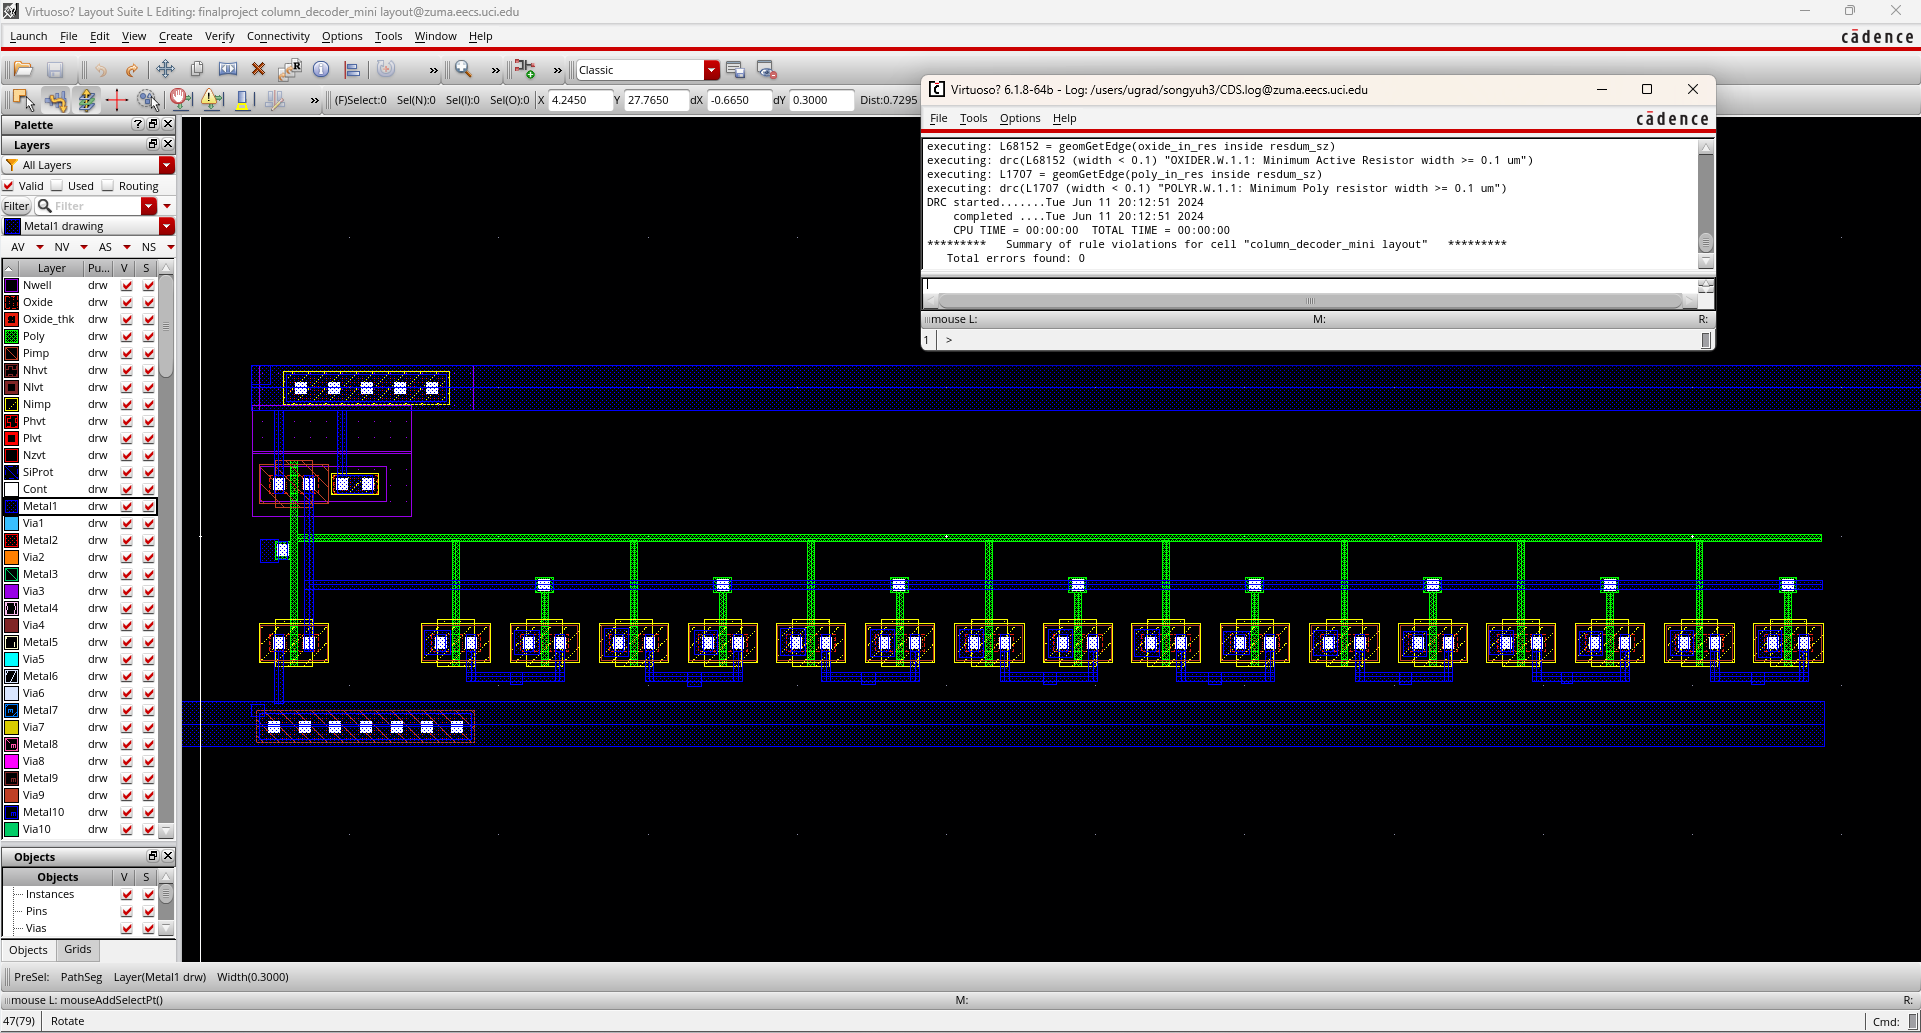 Virtuoso? Layout Suite L Editing: finalproject column_decoder_mini layout@zuma.eecs.uci.edu
Launch File Edit View Create Verify Connectivity Options Tools Window Help
cādence
» » » Classic
» (F)Select:0 Sel(N):0 Sel(I):0 Sel(O):0 X 4.2450 Y 27.7650 dX -0.6650 dY 0.3000 Dist:0.7295
Palette
Layers
All Layers
Valid Used Routing
Filter Filter
Metal1 drawing
AV NV AS NS
Layer Pu... V S
Nwell drw
Oxide drw
Oxide_thk drw
Poly drw
Pimp drw
Nhvt drw
Nlvt drw
Nimp drw
Phvt drw
Plvt drw
Nzvt drw
SiProt drw
Cont drw
Metal1 drw
Via1 drw
Metal2 drw
Via2 drw
Metal3 drw
Via3 drw
Metal4 drw
Via4 drw
Metal5 drw
Via5 drw
Metal6 drw
Via6 drw
Metal7 drw
Via7 drw
Metal8 drw
Via8 drw
Metal9 drw
Via9 drw
Metal10 drw
Via10 drw
Objects
Objects V S
Instances
Pins
Vias
Objects Grids
Virtuoso? 6.1.8-64b - Log: /users/ugrad/songyuh3/CDS.log@zuma.eecs.uci.edu
File Tools Options Help
cādence
executing: L68152 = geomGetEdge(oxide_in_res inside resdum_sz)
executing: drc(L68152 (width < 0.1) "OXIDER.W.1.1: Minimum Active Resistor width >= 0.1 um")
executing: L1707 = geomGetEdge(poly_in_res inside resdum_sz)
executing: drc(L1707 (width < 0.1) "POLYR.W.1.1: Minimum Poly resistor width >= 0.1 um")
DRC started.......Tue Jun 11 20:12:51 2024
completed ....Tue Jun 11 20:12:51 2024
CPU TIME = 00:00:00 TOTAL TIME = 00:00:00
********* Summary of rule violations for cell "column_decoder_mini layout" *********
Total errors found: 0
mouse L: M: R:
1 >
PreSel: PathSeg Layer(Metal1 drw) Width(0.3000)
mouse L: mouseAddSelectPt() M: R:
47(79) Rotate Cmd: